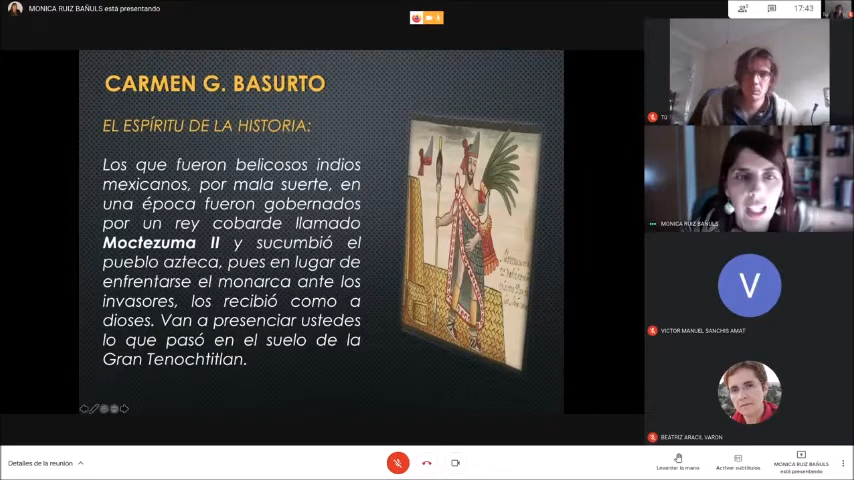 MONICA RUIZ BAÑULS está presentando
17:43
CARMEN G. BASURTO
EL ESPÍRITU DE LA HISTORIA:
Los que fueron belicosos indios
mexicanos, por mala suerte, en
una época fueron gobernados
por un rey cobarde llamado
Moctezuma II y sucumbió el
pueblo azteca, pues en lugar de
enfrentarse el monarca ante los
invasores, los recibió como a
dioses. Van a presenciar ustedes
lo que pasó en el suelo de la
Gran Tenochtitlan.
Tú
MONICA RUIZ BAÑULS
V
VICTOR MANUEL SANCHIS AMAT
BEATRIZ ARACIL VARON
Detalles de la reunión
Levantar la mano
Activar subtítulos
MONICA RUIZ BAÑULS
está presentando